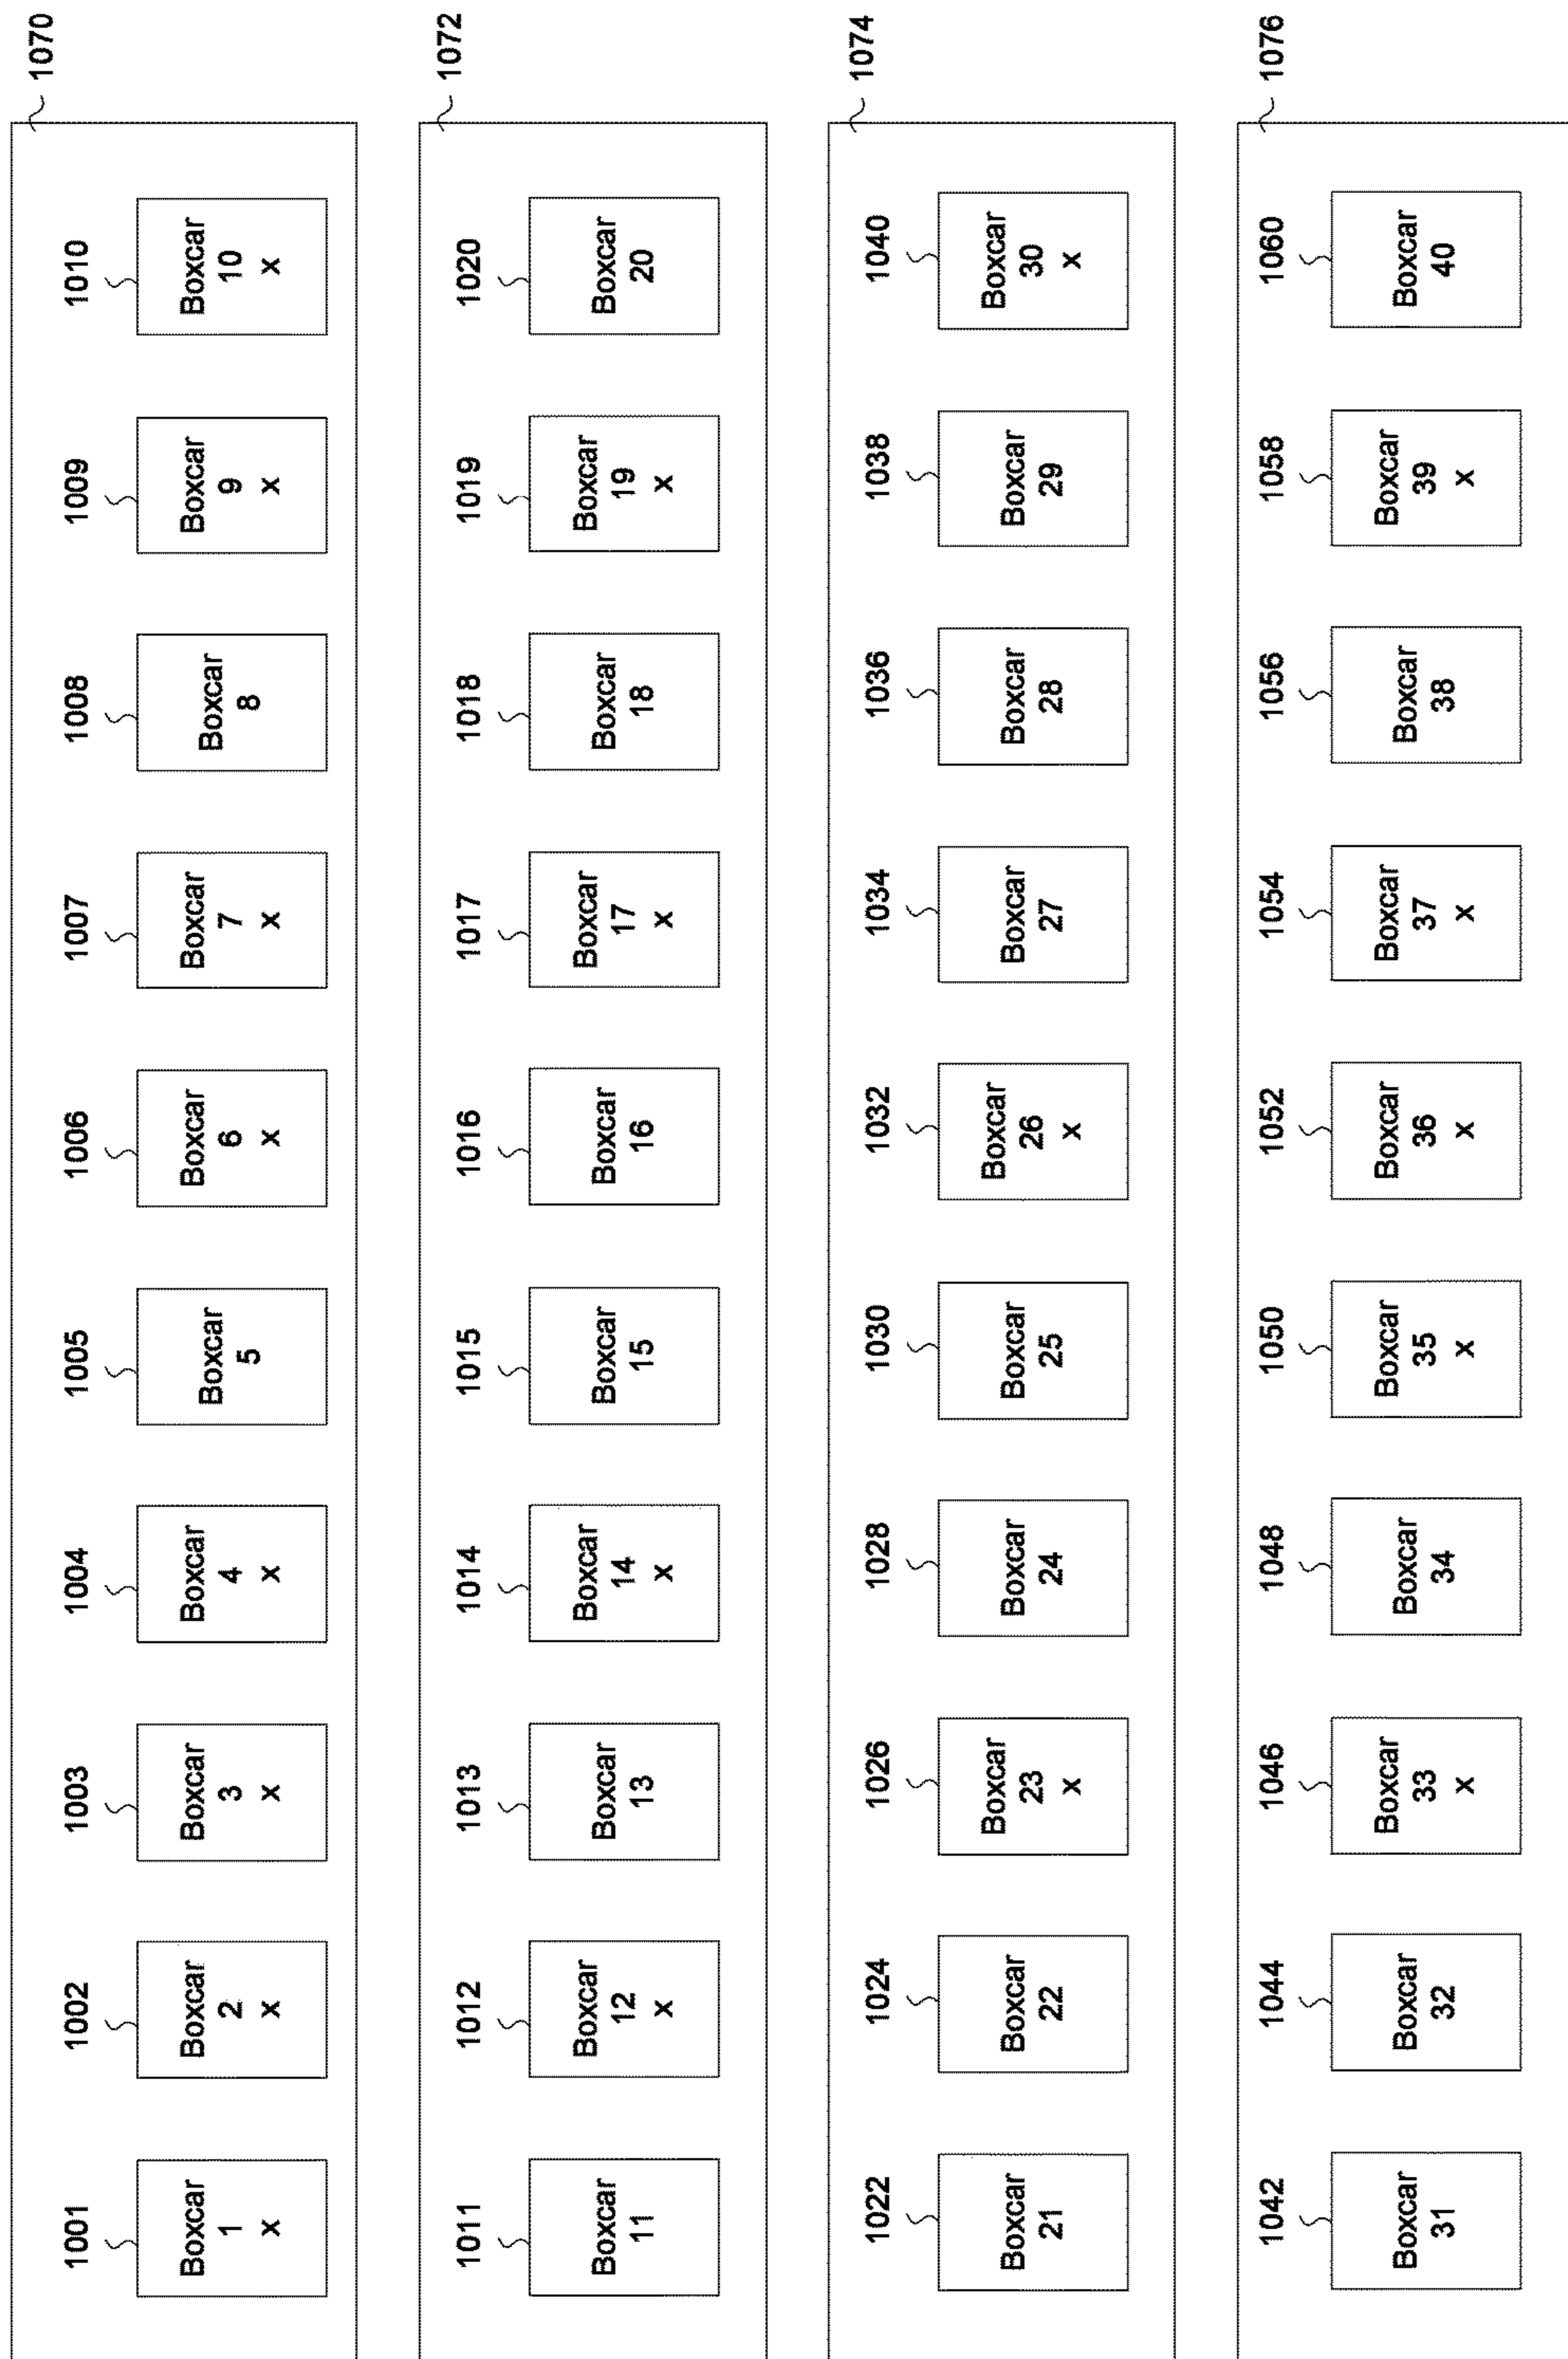 1070
1001
1002
1003
1004
1005
1006
1007
1008
1009
1010
Boxcar
1
X
Boxcar
2
X
Boxcar
3
X
Boxcar
4
X
Boxcar
5
Boxcar
6
X
Boxcar
7
X
Boxcar
8
Boxcar
9
X
Boxcar
10
X
1072
1011
1012
1013
1014
1015
1016
1017
1018
1019
1020
Boxcar
11
Boxcar
12
X
Boxcar
13
Boxcar
14
X
Boxcar
15
Boxcar
16
Boxcar
17
X
Boxcar
18
Boxcar
19
X
Boxcar
20
1074
1022
1024
1026
1028
1030
1032
1034
1036
1038
1040
Boxcar
21
Boxcar
22
Boxcar
23
X
Boxcar
24
Boxcar
25
Boxcar
26
X
Boxcar
27
Boxcar
28
Boxcar
29
Boxcar
30
X
1076
1042
1044
1046
1048
1050
1052
1054
1056
1058
1060
Boxcar
31
Boxcar
32
Boxcar
33
X
Boxcar
34
Boxcar
35
X
Boxcar
36
X
Boxcar
37
X
Boxcar
38
Boxcar
39
X
Boxcar
40